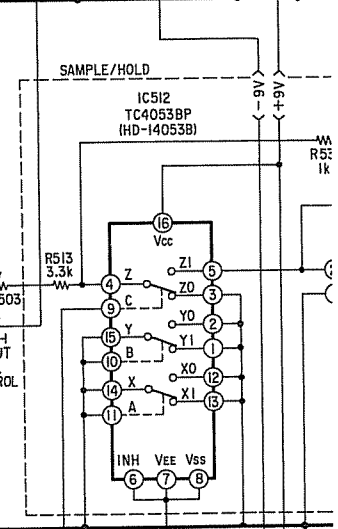 SAMPLE/HOLD
-9V
+9V
IC512
TC4053BP
(HD-14053B)
1k
16
Vcc
R513
3.3k
4 Z Z1 5
9 C Z0 3
15 Y Y0 2
10 B Y1 1
14 X X0 12
11 A X1 13
503
ROL
INH VEE VSS
6 7 8